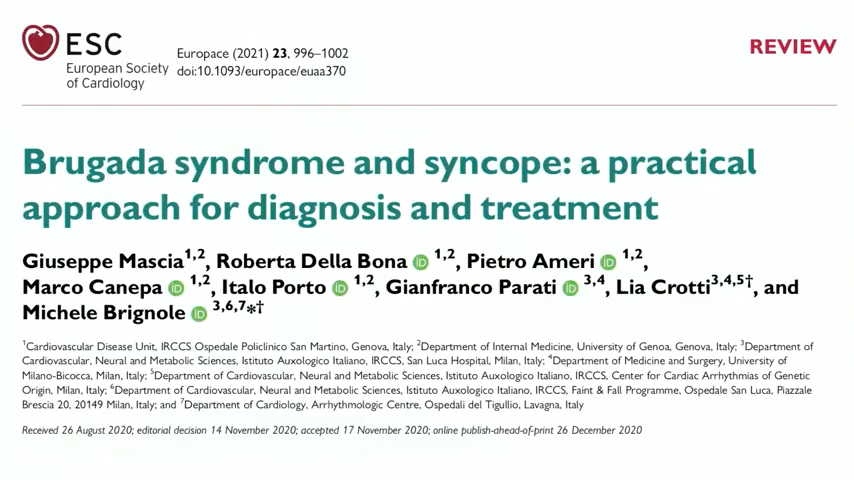 ESC
European Society
of Cardiology
Europace (2021) 23, 996–1002
doi:10.1093/europace/euaa370
REVIEW
Brugada syndrome and syncope: a practical
approach for diagnosis and treatment
Giuseppe Mascia1,2, Roberta Della Bona iD 1,2, Pietro Ameri iD 1,2,
Marco Canepa iD 1,2, Italo Porto iD 1,2, Gianfranco Parati iD 3,4, Lia Crotti3,4,5†, and
Michele Brignole iD 3,6,7*†
1Cardiovascular Disease Unit, IRCCS Ospedale Policlinico San Martino, Genova, Italy; 2Department of Internal Medicine, University of Genoa, Genova, Italy; 3Department of
Cardiovascular, Neural and Metabolic Sciences, Istituto Auxologico Italiano, IRCCS, San Luca Hospital, Milan, Italy; 4Department of Medicine and Surgery, University of
Milano-Bicocca, Milan, Italy; 5Department of Cardiovascular, Neural and Metabolic Sciences, Istituto Auxologico Italiano, IRCCS, Center for Cardiac Arrhythmias of Genetic
Origin, Milan, Italy; 6Department of Cardiovascular, Neural and Metabolic Sciences, Istituto Auxologico Italiano, IRCCS, Faint & Fall Programme, Ospedale San Luca, Piazzale
Brescia 20, 20149 Milan, Italy; and 7Department of Cardiology, Arrhythmologic Centre, Ospedali del Tigullio, Lavagna, Italy
Received 26 August 2020; editorial decision 14 November 2020; accepted 17 November 2020; online publish-ahead-of-print 26 December 2020